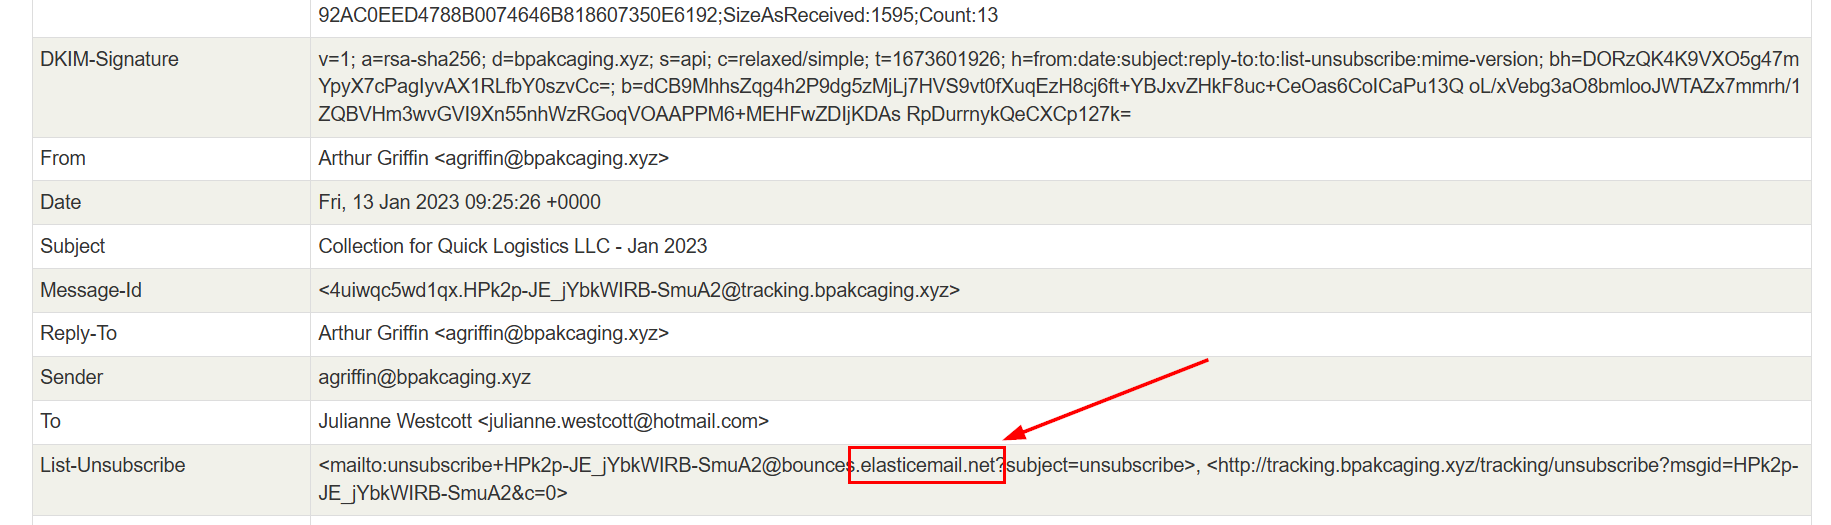 92AC0EED4788B0074646B818607350E6192;SizeAsReceived:1595;Count:13
DKIM-Signature
v=1; a=rsa-sha256; d=bpakcaging.xyz; s=api; c=relaxed/simple; t=1673601926; h=from:date:subject:reply-to:to:list-unsubscribe:mime-version; bh=DORzQK4K9VXO5g47m
YpyX7cPagIyvAX1RLfbY0szvCc=; b=dCB9MhhsZqg4h2P9dg5zMjLj7HVS9vt0fXuqEzH8cj6ft+YBJxvZHkF8uc+CeOas6CoICaPu13Q oL/xVebg3aO8bmlooJWTAZx7mmrh/1
ZQBVHm3wvGVI9Xn55nhWzRGoqVOAAPPM6+MEHFwZDIjKDAs RpDurrnykQeCXCp127k=
From
Arthur Griffin <agriffin@bpakcaging.xyz>
Date
Fri, 13 Jan 2023 09:25:26 +0000
Subject
Collection for Quick Logistics LLC - Jan 2023
Message-Id
<4uiwqc5wd1qx.HPk2p-JE_jYbkWIRB-SmuA2@tracking.bpakcaging.xyz>
Reply-To
Arthur Griffin <agriffin@bpakcaging.xyz>
Sender
agriffin@bpakcaging.xyz
To
Julianne Westcott <julianne.westcott@hotmail.com>
List-Unsubscribe
<mailto:unsubscribe+HPk2p-JE_jYbkWIRB-SmuA2@bounces.elasticemail.net?subject=unsubscribe>, <http://tracking.bpakcaging.xyz/tracking/unsubscribe?msgid=HPk2p-
JE_jYbkWIRB-SmuA2&c=0>